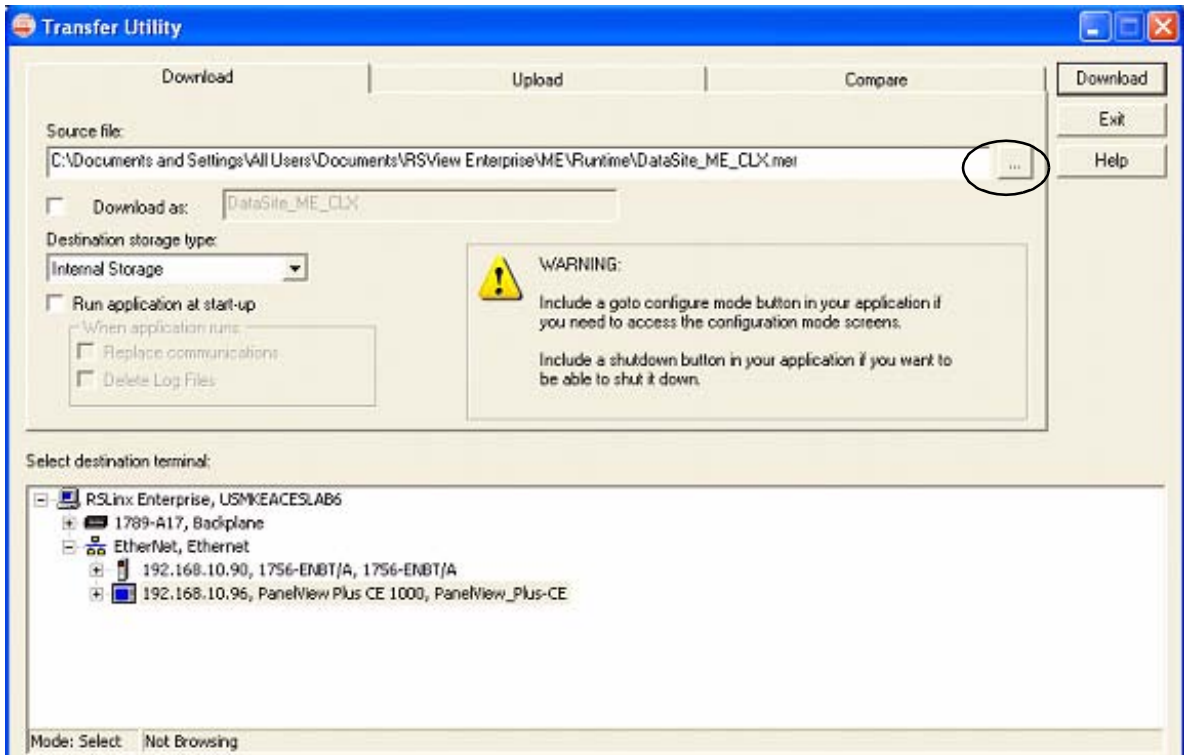 Transfer Utility
Download
Upload
Compare
Download
Exit
Help
Source file:
C:\Documents and Settings\All Users\Documents\RSView Enterprise\ME\Runtime\DataSite_ME_CLX.mer
...
Download as:
DataSite_ME_CLX
Destination storage type:
Internal Storage
Run application at start-up
When application runs:
Replace communications
Delete Log Files
WARNING:
Include a goto configure mode button in your application if
you need to access the configuration mode screens.
Include a shutdown button in your application if you want to
be able to shut it down.
Select destination terminal:
RSLinx Enterprise, USMKEACESLAB6
1789-A17, Backplane
EtherNet, Ethernet
192.168.10.90, 1756-ENBT/A, 1756-ENBT/A
192.168.10.96, PanelView Plus CE 1000, PanelView_Plus-CE
Mode: Select
Not Browsing